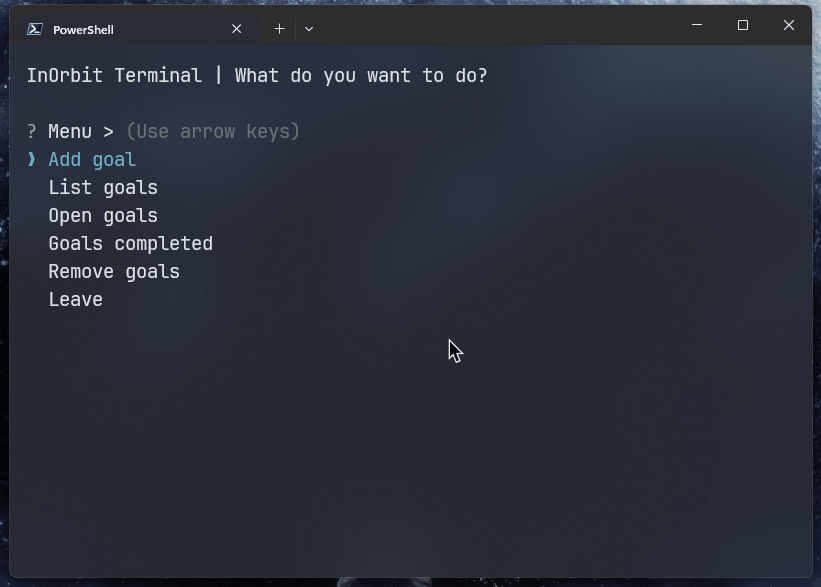 PowerShell
InOrbit Terminal | What do you want to do?
? Menu > (Use arrow keys)
❯ Add goal
List goals
Open goals
Goals completed
Remove goals
Leave